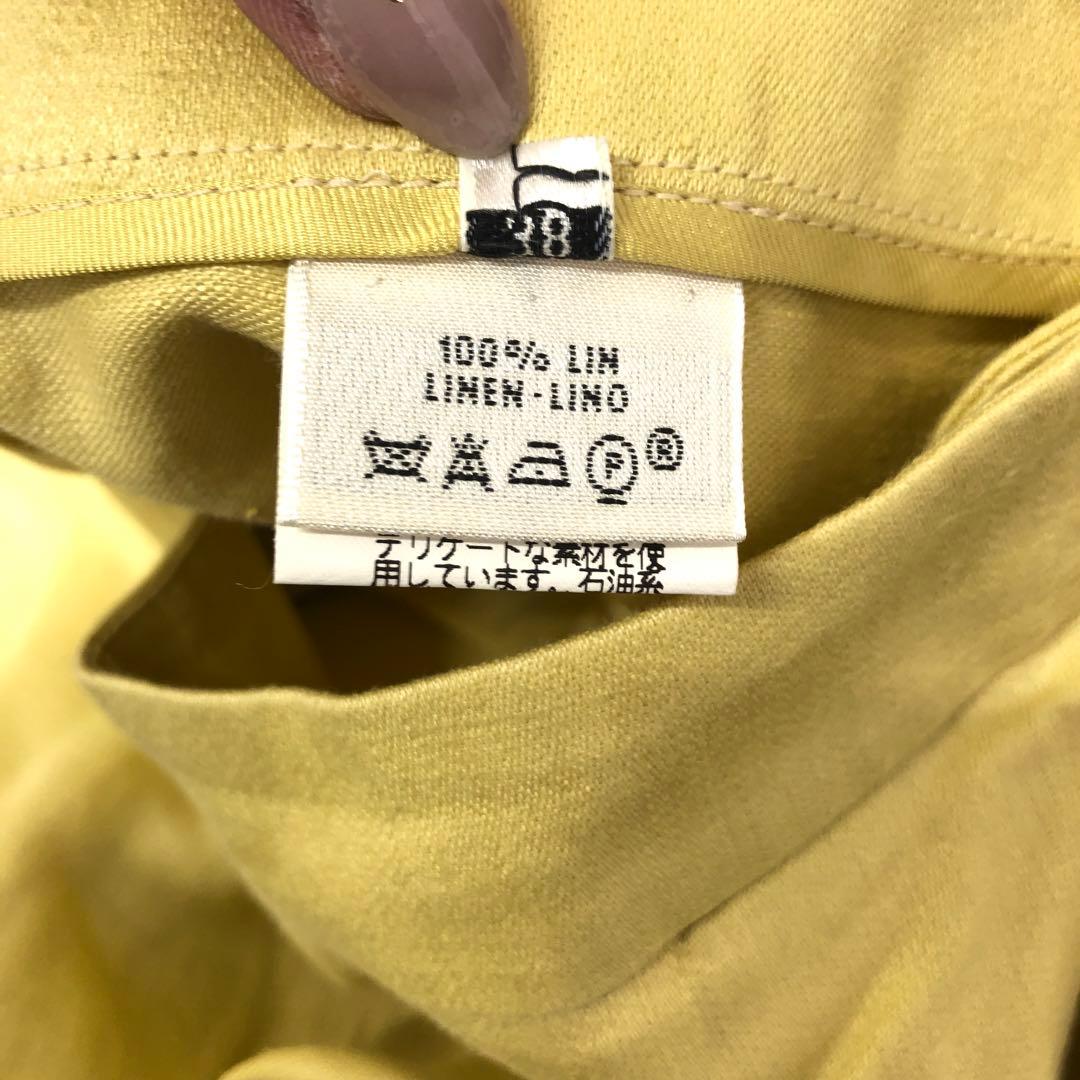 38
100% LIN
LINEN - LINO
P ®
デリケートな素材を使
用しています。石油系